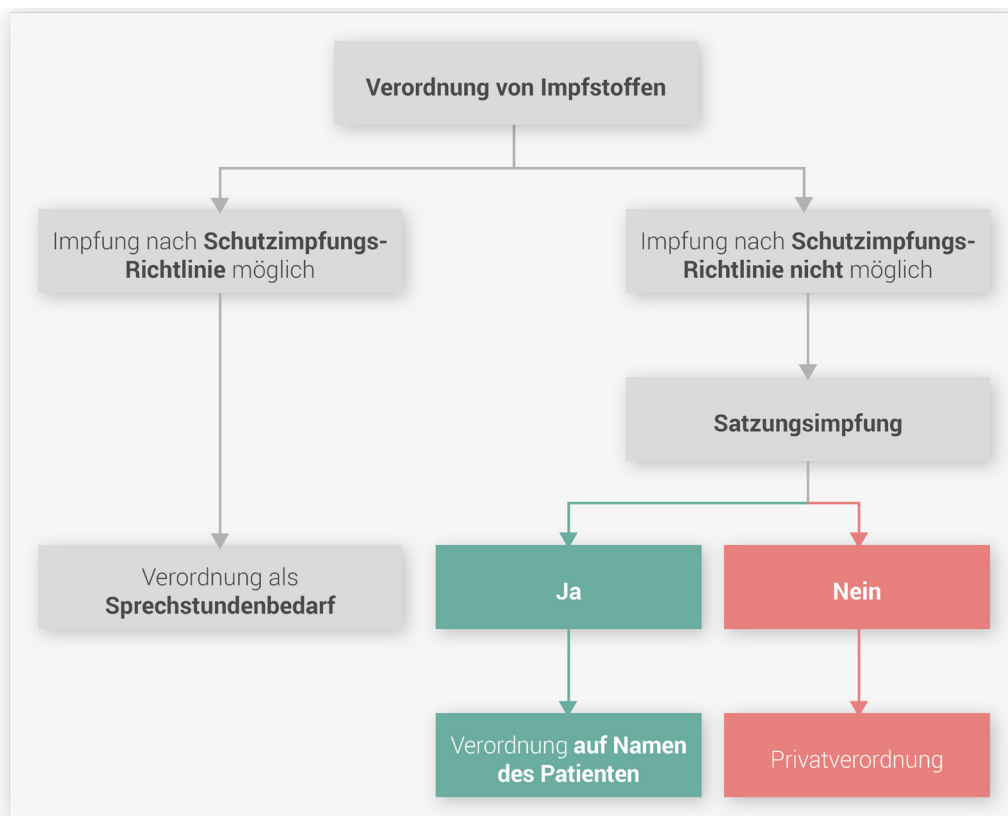 Verordnung von Impfstoffen
Impfung nach Schutzimpfungs-
Richtlinie möglich
Impfung nach Schutzimpfungs-
Richtlinie nicht möglich
Satzungsimpfung
Verordnung als
Sprechstundenbedarf
Ja
Nein
Verordnung auf Namen
des Patienten
Privatverordnung